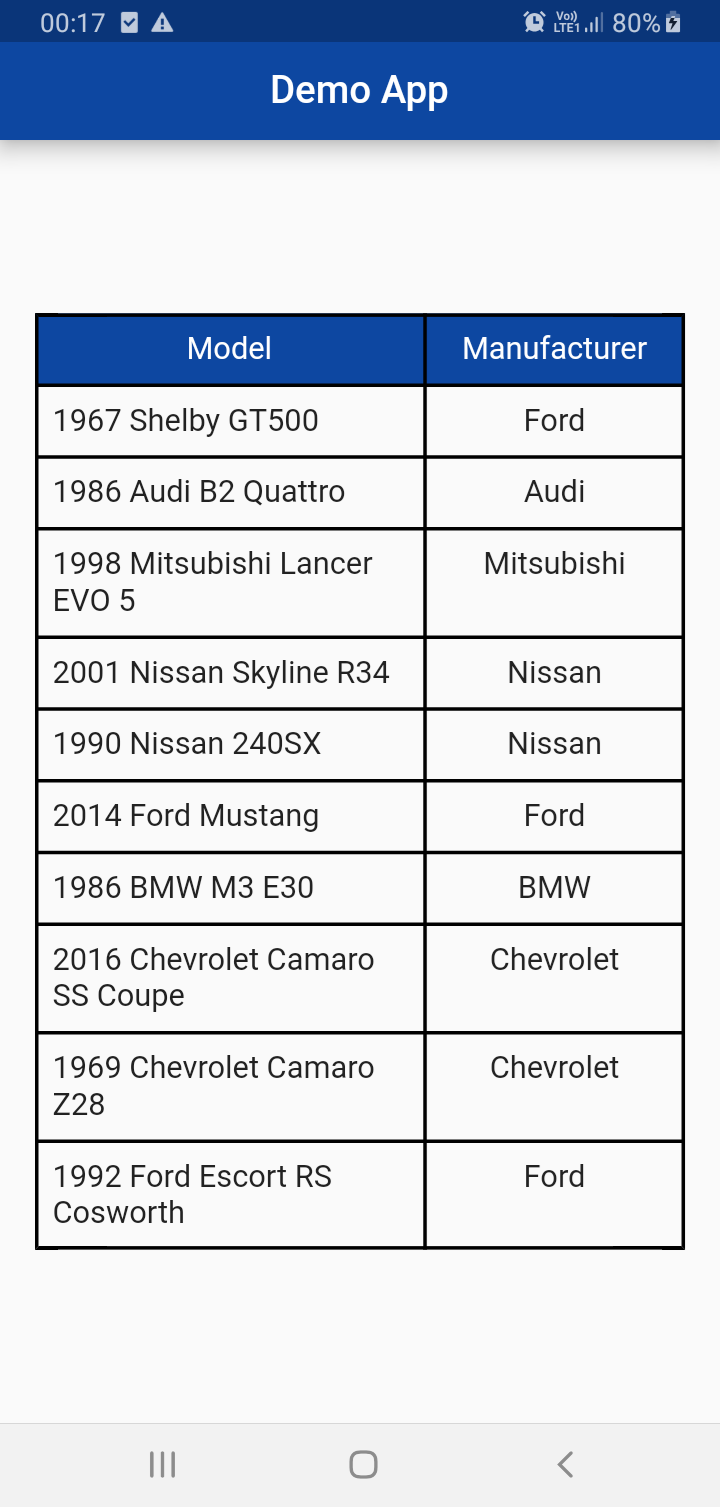 00:17 Vo)) LTE1 80%
Demo App
Model Manufacturer
1967 Shelby GT500 Ford
1986 Audi B2 Quattro Audi
1998 Mitsubishi Lancer Mitsubishi
EVO 5
2001 Nissan Skyline R34 Nissan
1990 Nissan 240SX Nissan
2014 Ford Mustang Ford
1986 BMW M3 E30 BMW
2016 Chevrolet Camaro Chevrolet
SS Coupe
1969 Chevrolet Camaro Chevrolet
Z28
1992 Ford Escort RS Ford
Cosworth